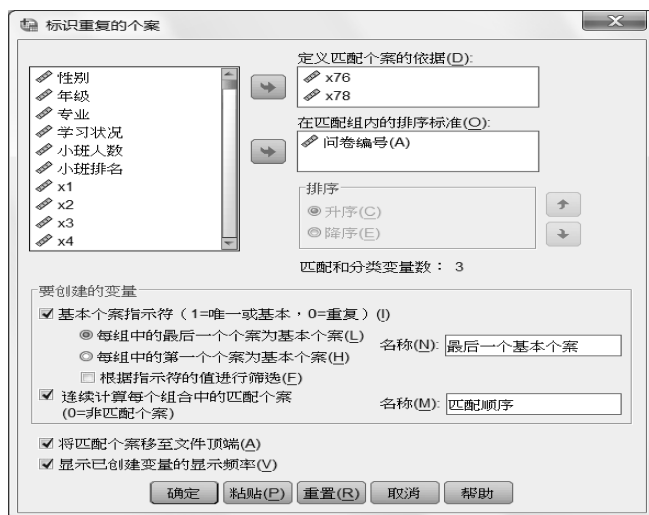 标识重复的个案
定义匹配个案的依据(D):
性别
年级
专业
学习状况
小班人数
小班排名
x1
x2
x3
x4
x76
x78
在匹配组内的排序标准(O):
问卷编号(A)
排序
升序(C)
降序(E)
匹配和分类变量数： 3
要创建的变量
基本个案指示符（1=唯一或基本，0=重复）(I)
每组中的最后一个个案为基本个案(L)
名称(N): 最后一个基本个案
每组中的第一个个案为基本个案(H)
根据指示符的值进行筛选(F)
连续计算每个组合中的匹配个案
(0=非匹配个案)
名称(M): 匹配顺序
将匹配个案移至文件顶端(A)
显示已创建变量的显示频率(V)
确定 粘贴(P) 重置(R) 取消 帮助